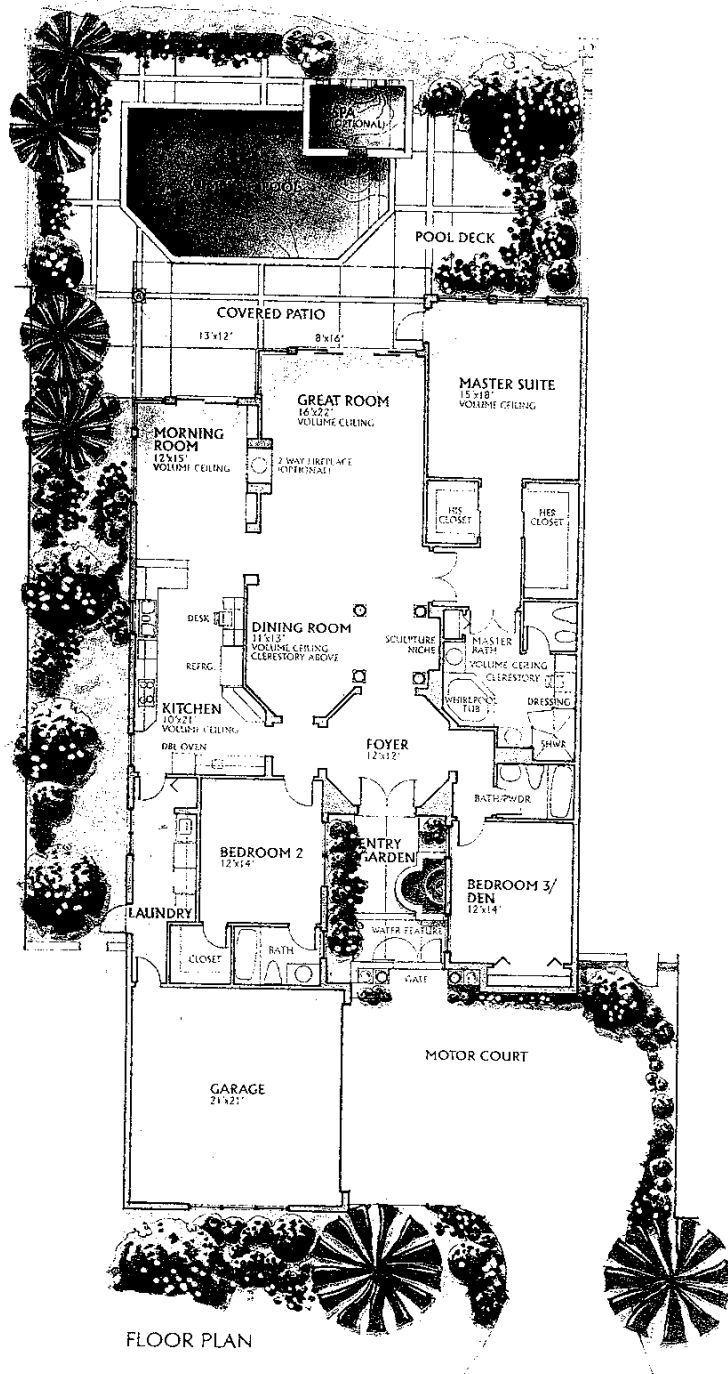 SPA
(OPTIONAL)
POOL
POOL DECK
COVERED PATIO
13'x12'
8'x16'
GREAT ROOM
16'x22'
VOLUME CEILING
MASTER SUITE
15'x18'
VOLUME CEILING
MORNING
ROOM
12'x15'
VOLUME CEILING
2 WAY FIREPLACE
(OPTIONAL)
HIS
CLOSET
HER
CLOSET
DESK
DINING ROOM
11'x13'
VOLUME CEILING
CLERESTORY ABOVE
SCULPTURE
NICHE
MASTER
BATH
VOLUME CEILING
CLERESTORY
REFRG.
WHIRLPOOL
TUB
DRESSING
KITCHEN
10'x21'
VOLUME CEILING
DBL OVEN
FOYER
12'x12'
SHWR
BATH/PWDR
BEDROOM 2
12'x14'
ENTRY
GARDEN
BEDROOM 3/
DEN
12'x14'
LAUNDRY
WATER FEATURE
CLOSET
BATH
GATE
MOTOR COURT
GARAGE
21'x21'
FLOOR PLAN